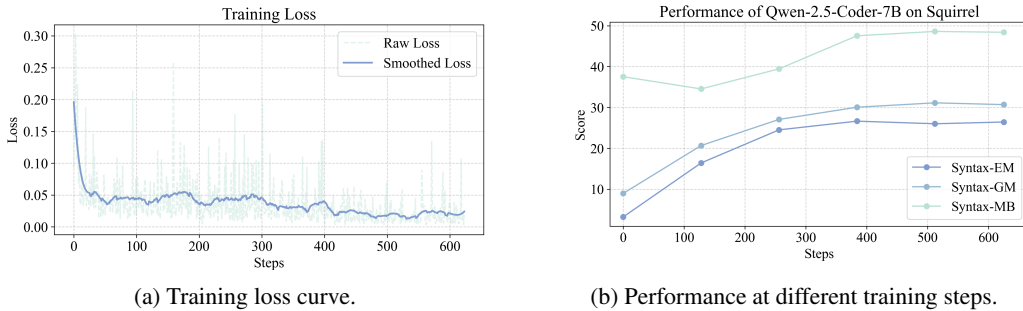 Training Loss
0.30
0.25
0.20
0.15
0.10
0.05
0.00
Loss
Raw Loss
Smoothed Loss
0 100 200 300 400 500 600
Steps
(a) Training loss curve.
Performance of Qwen-2.5-Coder-7B on Squirrel
50
40
30
20
10
Score
Syntax-EM
Syntax-GM
Syntax-MB
0 100 200 300 400 500 600
Steps
(b) Performance at different training steps.